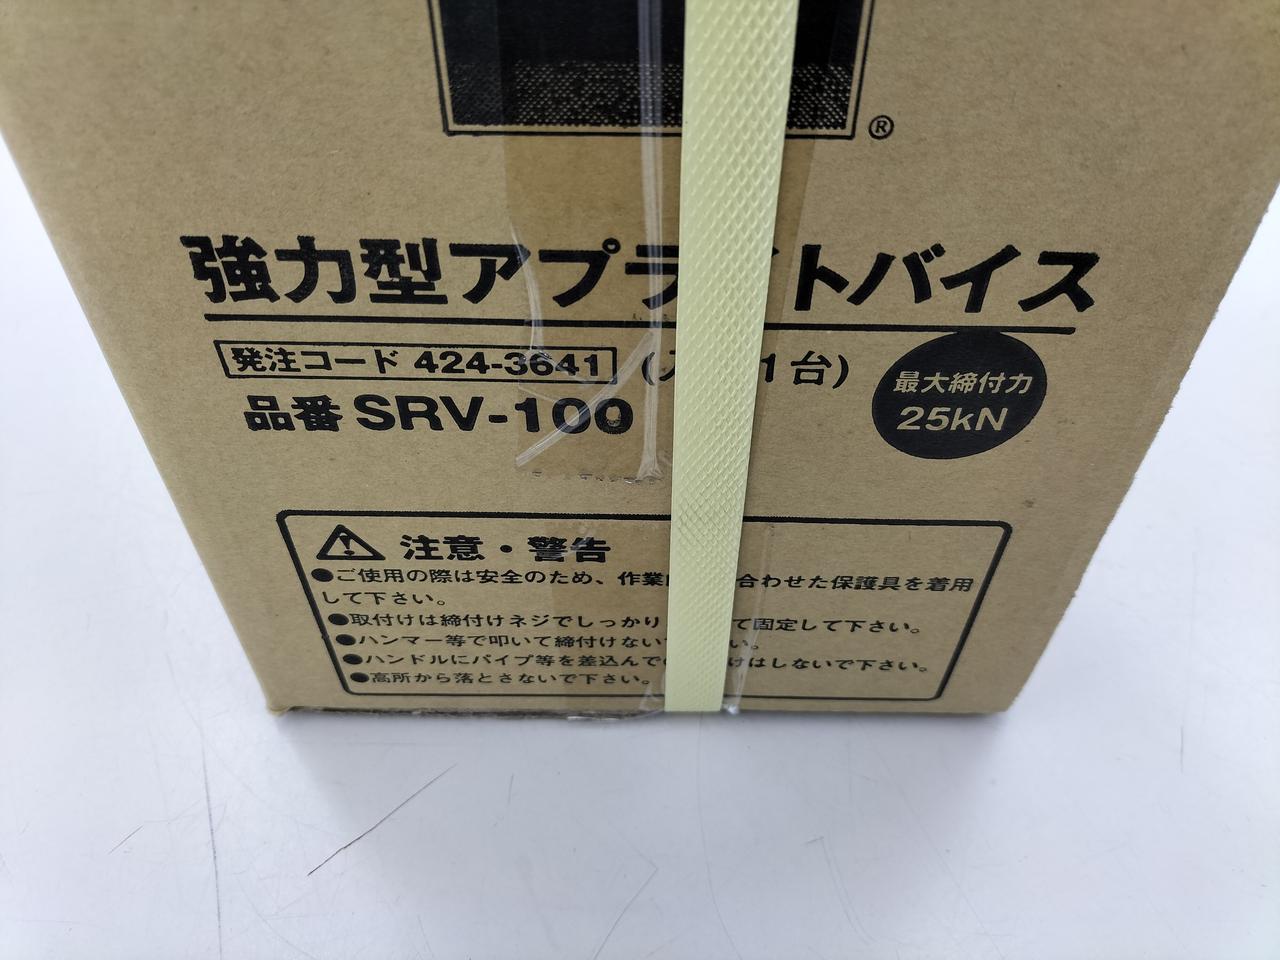 ®
強力型アプライトバイス
発注コード 424-3641 (入 1台)
品番 SRV-100
最大締付力
25kN
注意・警告
●ご使用の際は安全のため、作業 合わせた保護具を着用
して下さい。
●取付けは締付けネジでしっかり て固定して下さい。
●ハンマー等で叩いて締付けない い。
●ハンドルにパイプ等を差込んで けはしないで下さい。
●高所から落とさないで下さい。